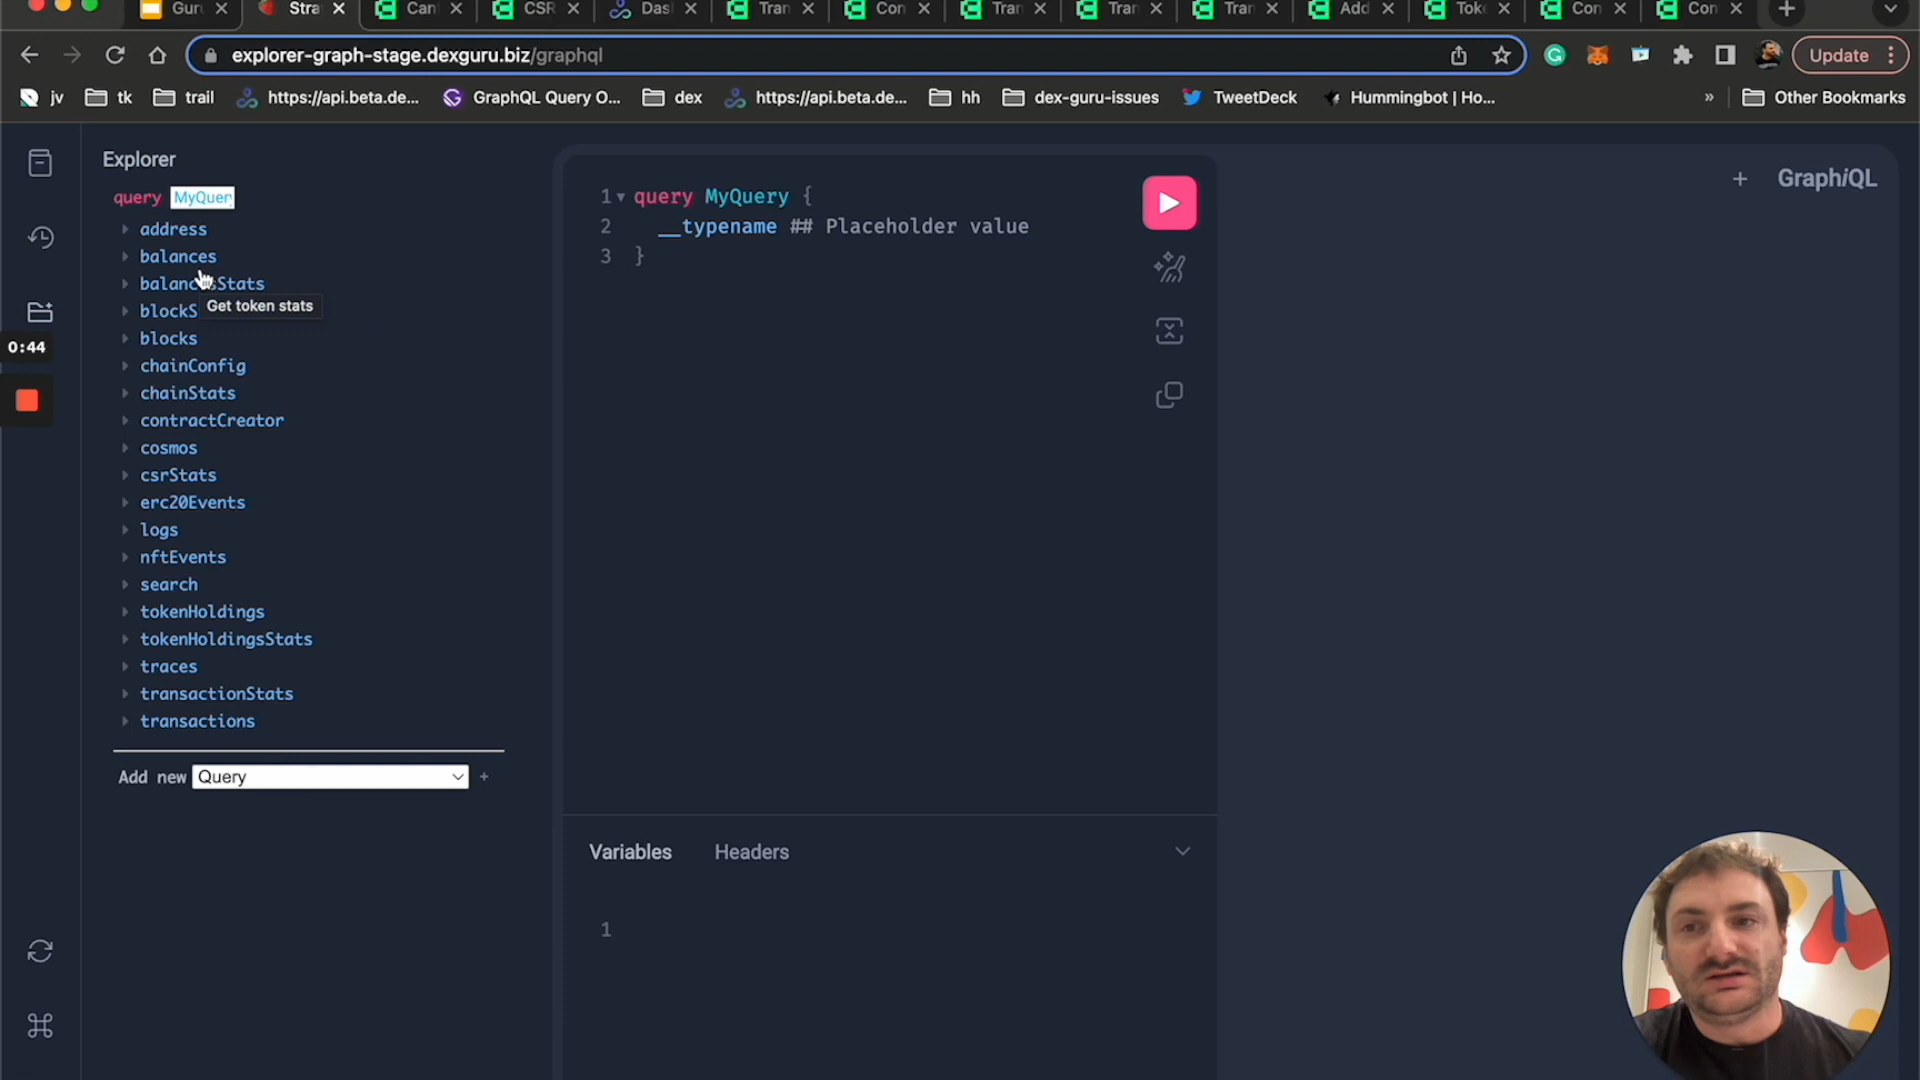 Guru
Stra
Can
CSR
Das
Tran
Con
Tran
Tran
Tran
Add
Tok
Con
Con
explorer-graph-stage.dexguru.biz/graphql
Update
jv
tk
trail
https://api.beta.de...
GraphQL Query O...
dex
https://api.beta.de...
hh
dex-guru-issues
TweetDeck
Hummingbot | Ho...
»
Other Bookmarks
Explorer
query MyQuery
address
balances
balancesStats
Get token stats
blockS
blocks
chainConfig
chainStats
contractCreator
cosmos
csrStats
erc20Events
logs
nftEvents
search
tokenHoldings
tokenHoldingsStats
traces
transactionStats
transactions
Add new Query +
0:44
1 query MyQuery {
2 __typename ## Placeholder value
3 }
+ GraphiQL
Variables Headers
1